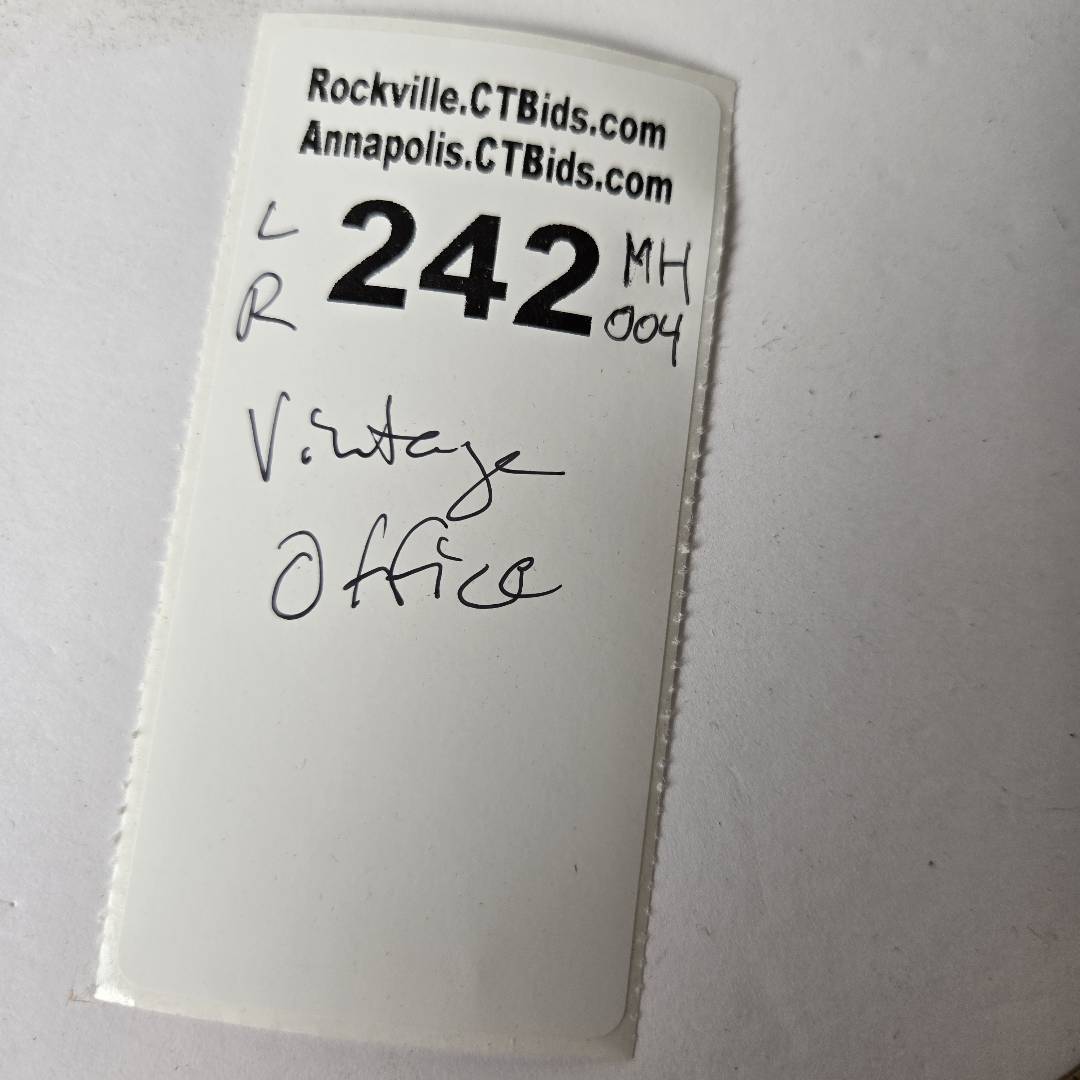 Rockville.CTBids.com
Annapolis.CTBids.com
L 242 MH
R 004
Vintage
Office